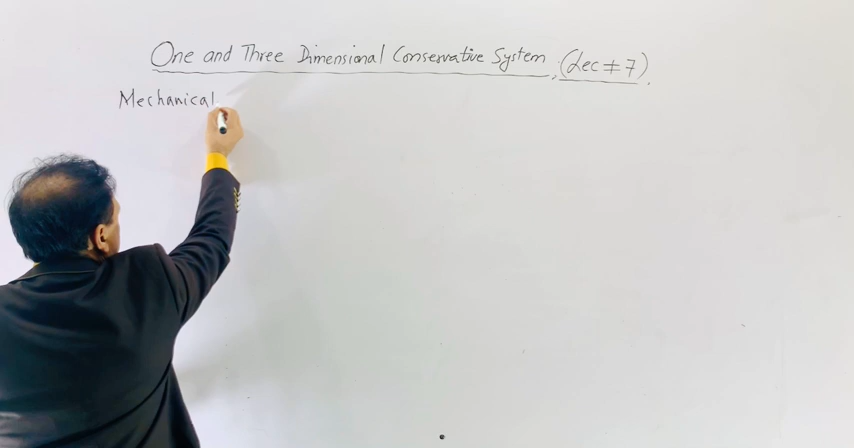 One and Three Dimensional Conservative System, (Lec # 7).
Mechanical